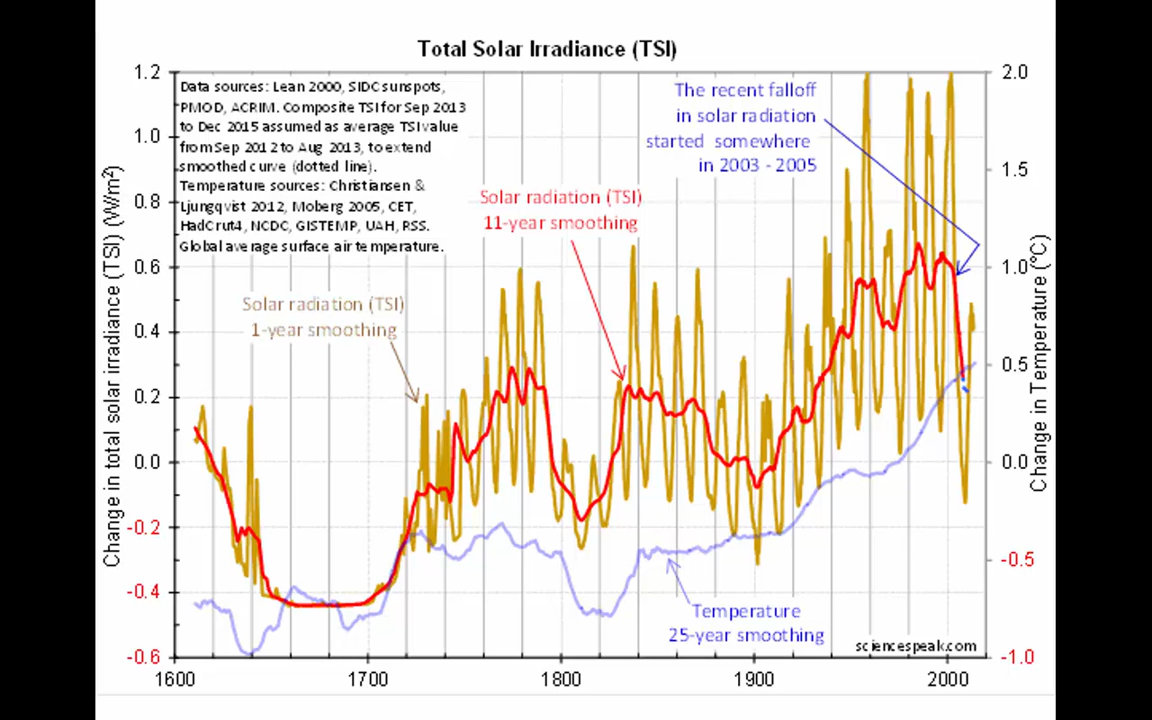 Total Solar Irradiance (TSI)
Data sources: Lean 2000, SIDC sunspots,
PMOD, ACRIM. Composite TSI for Sep 2013
to Dec 2015 assumed as average TSI value
from Sep 2012 to Aug 2013, to extend
smoothed curve (dotted line).
Temperature sources: Christiansen &
Ljungqvist 2012, Moberg 2005, CET,
HadCrut4, NCDC, GISTEMP, UAH, RSS.
Global average surface air temperature.
The recent falloff
in solar radiation
started somewhere
in 2003 - 2005
Solar radiation (TSI)
11-year smoothing
Solar radiation (TSI)
1-year smoothing
Temperature
25-year smoothing
sciencespeak.com
Change in total solar irradiance (TSI) (W/m²)
1.2
1.0
0.8
0.6
0.4
0.2
0.0
-0.2
-0.4
-0.6
Change in Temperature (°C)
2.0
1.5
1.0
0.5
0.0
-0.5
-1.0
1600 1700 1800 1900 2000